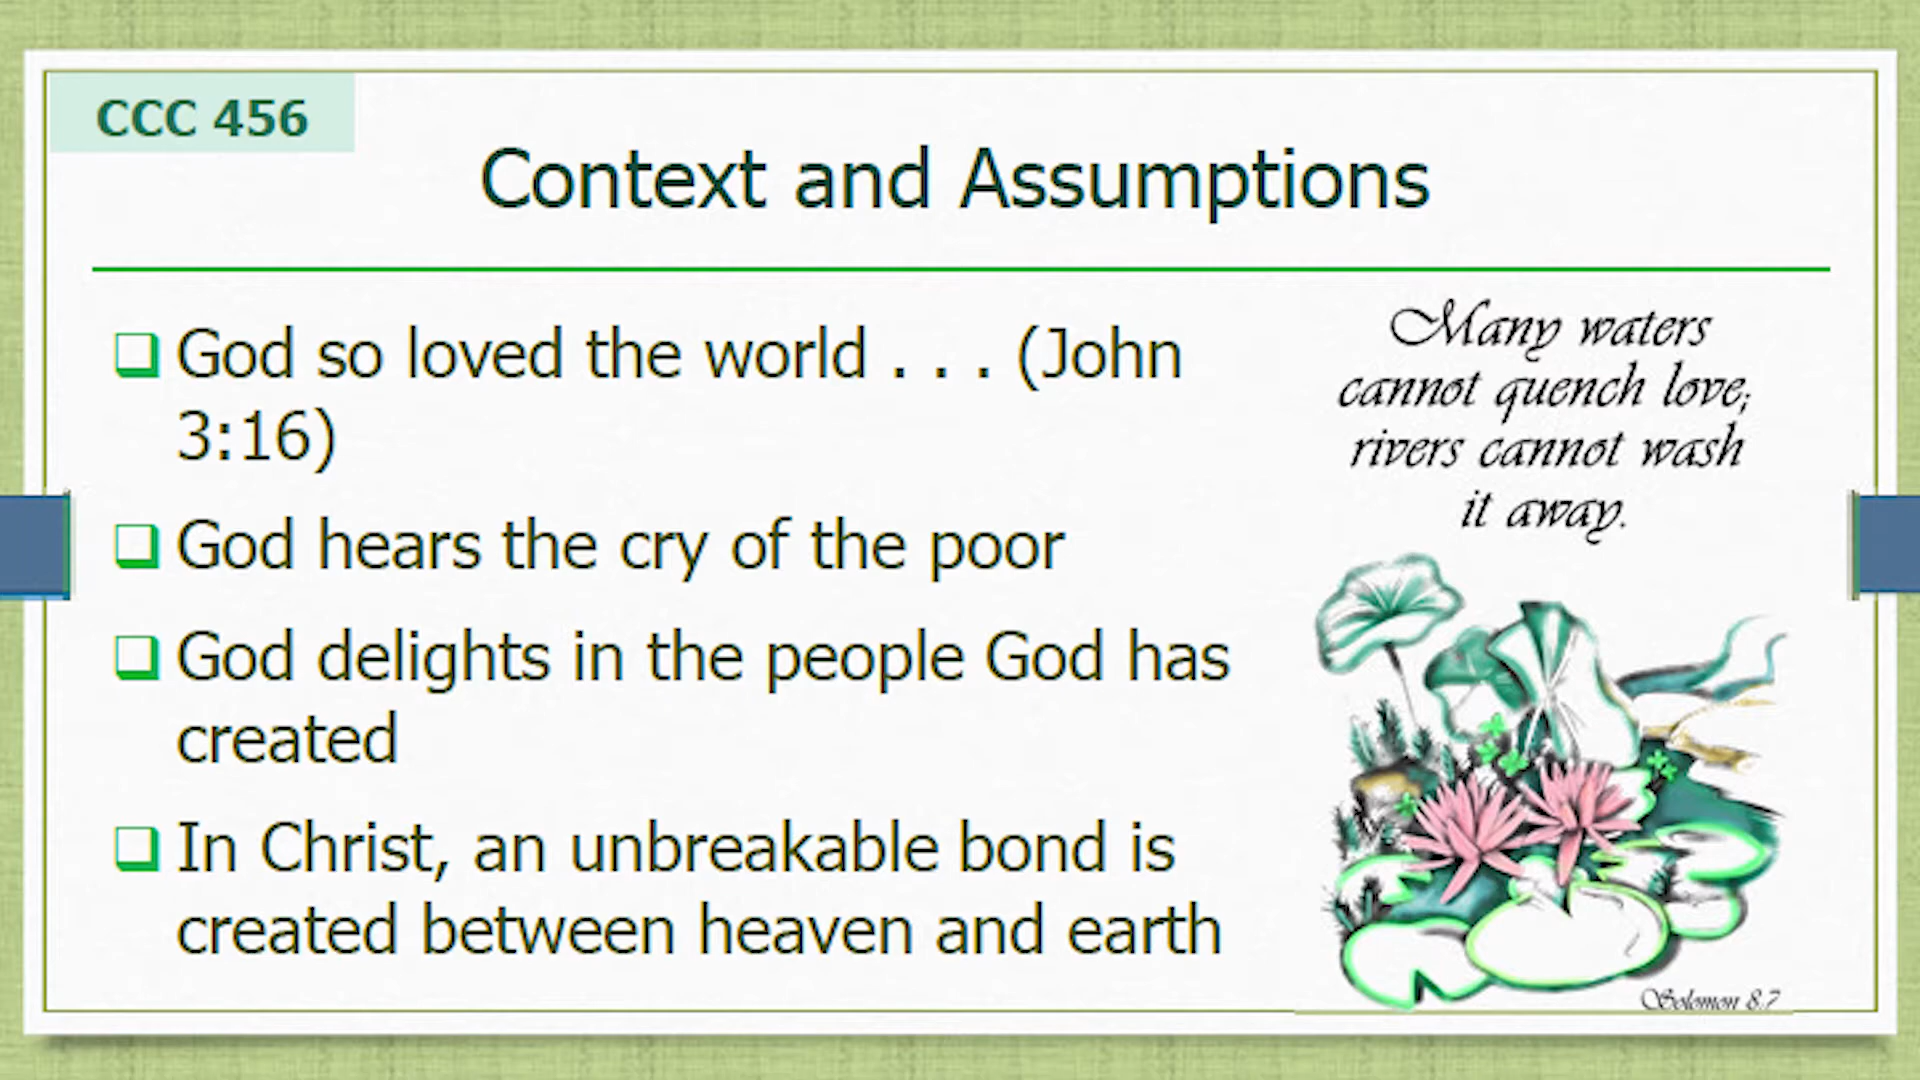 CCC 456
Context and Assumptions
God so loved the world . . . (John
3:16)
God hears the cry of the poor
God delights in the people God has
created
In Christ, an unbreakable bond is
created between heaven and earth
Many waters
cannot quench love;
rivers cannot wash
it away.
Solomon 8.7